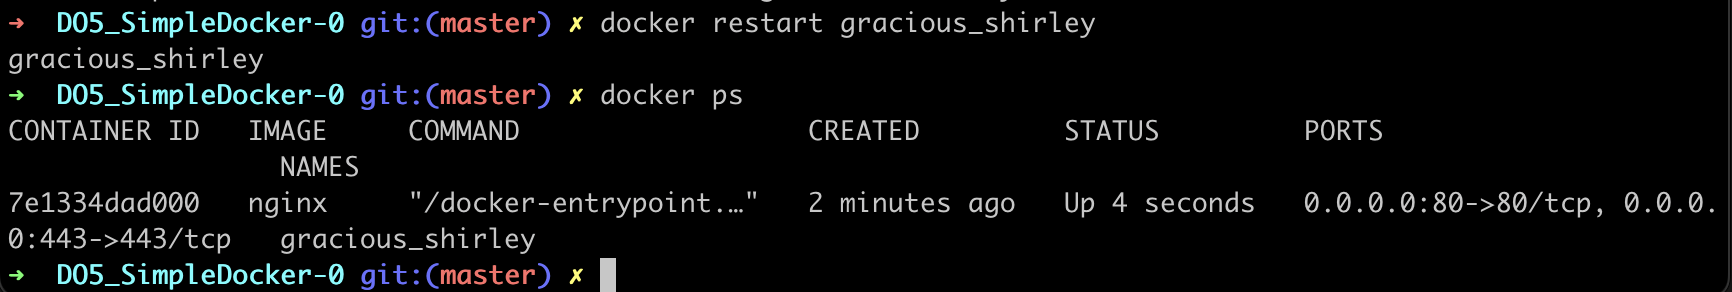 → DO5_SimpleDocker-0 git:(master) ✗ docker restart gracious_shirley
gracious_shirley
→ DO5_SimpleDocker-0 git:(master) ✗ docker ps
CONTAINER ID   IMAGE     COMMAND                  CREATED         STATUS         PORTS
                 NAMES
7e1334dad000   nginx     "/docker-entrypoint.…"   2 minutes ago   Up 4 seconds   0.0.0.0:80->80/tcp, 0.0.0.
0:443->443/tcp   gracious_shirley
→ DO5_SimpleDocker-0 git:(master) ✗